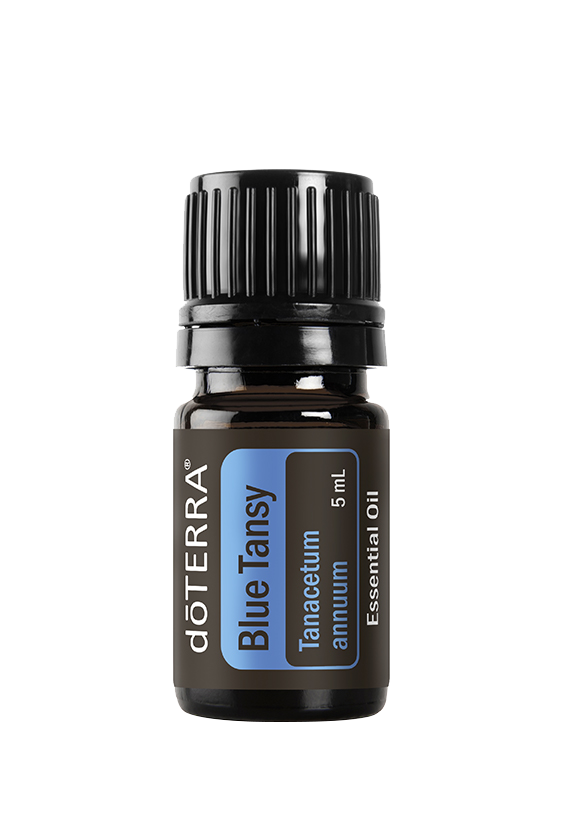 dōTERRA®
Blue Tansy
Tanacetum
annuum
5 mL
Essential Oil